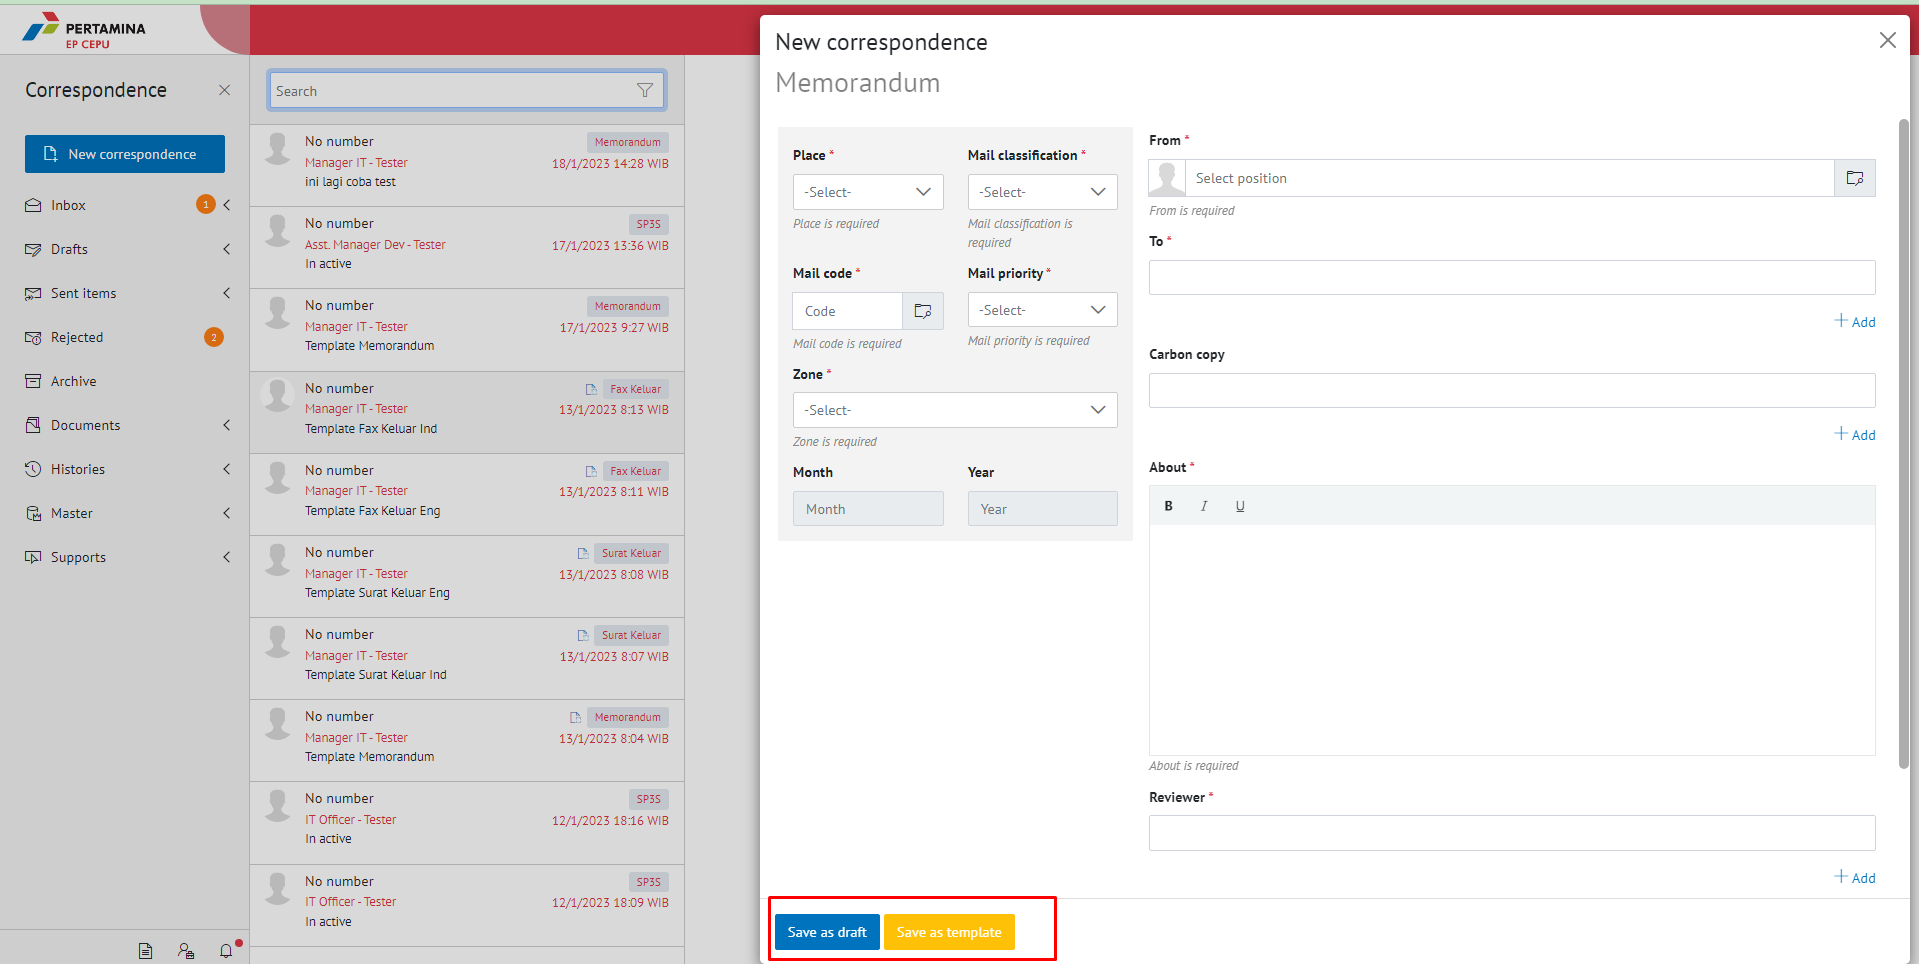 PERTAMINA
EP CEPU
Correspondence
New correspondence
Inbox 1
Drafts
Sent items
Rejected 2
Archive
Documents
Histories
Master
Supports
Search
No number Memorandum
Manager IT - Tester 18/1/2023 14:28 WIB
ini lagi coba test
No number SP3S
Asst. Manager Dev - Tester 17/1/2023 13:36 WIB
In active
No number Memorandum
Manager IT - Tester 17/1/2023 9:27 WIB
Template Memorandum
No number Fax Keluar
Manager IT - Tester 13/1/2023 8:13 WIB
Template Fax Keluar Ind
No number Fax Keluar
Manager IT - Tester 13/1/2023 8:11 WIB
Template Fax Keluar Eng
No number Surat Keluar
Manager IT - Tester 13/1/2023 8:08 WIB
Template Surat Keluar Eng
No number Surat Keluar
Manager IT - Tester 13/1/2023 8:07 WIB
Template Surat Keluar Ind
No number Memorandum
Manager IT - Tester 13/1/2023 8:04 WIB
Template Memorandum
No number SP3S
IT Officer - Tester 12/1/2023 18:16 WIB
In active
No number SP3S
IT Officer - Tester 12/1/2023 18:09 WIB
In active
New correspondence
Memorandum
Place * Mail classification *
-Select- -Select-
Place is required Mail classification is
required
Mail code * Mail priority *
Code -Select-
Mail code is required Mail priority is required
Zone *
-Select-
Zone is required
Month Year
Month Year
From *
Select position
From is required
To *
+ Add
Carbon copy
+ Add
About *
B I U
About is required
Reviewer *
+ Add
Save as draft Save as template